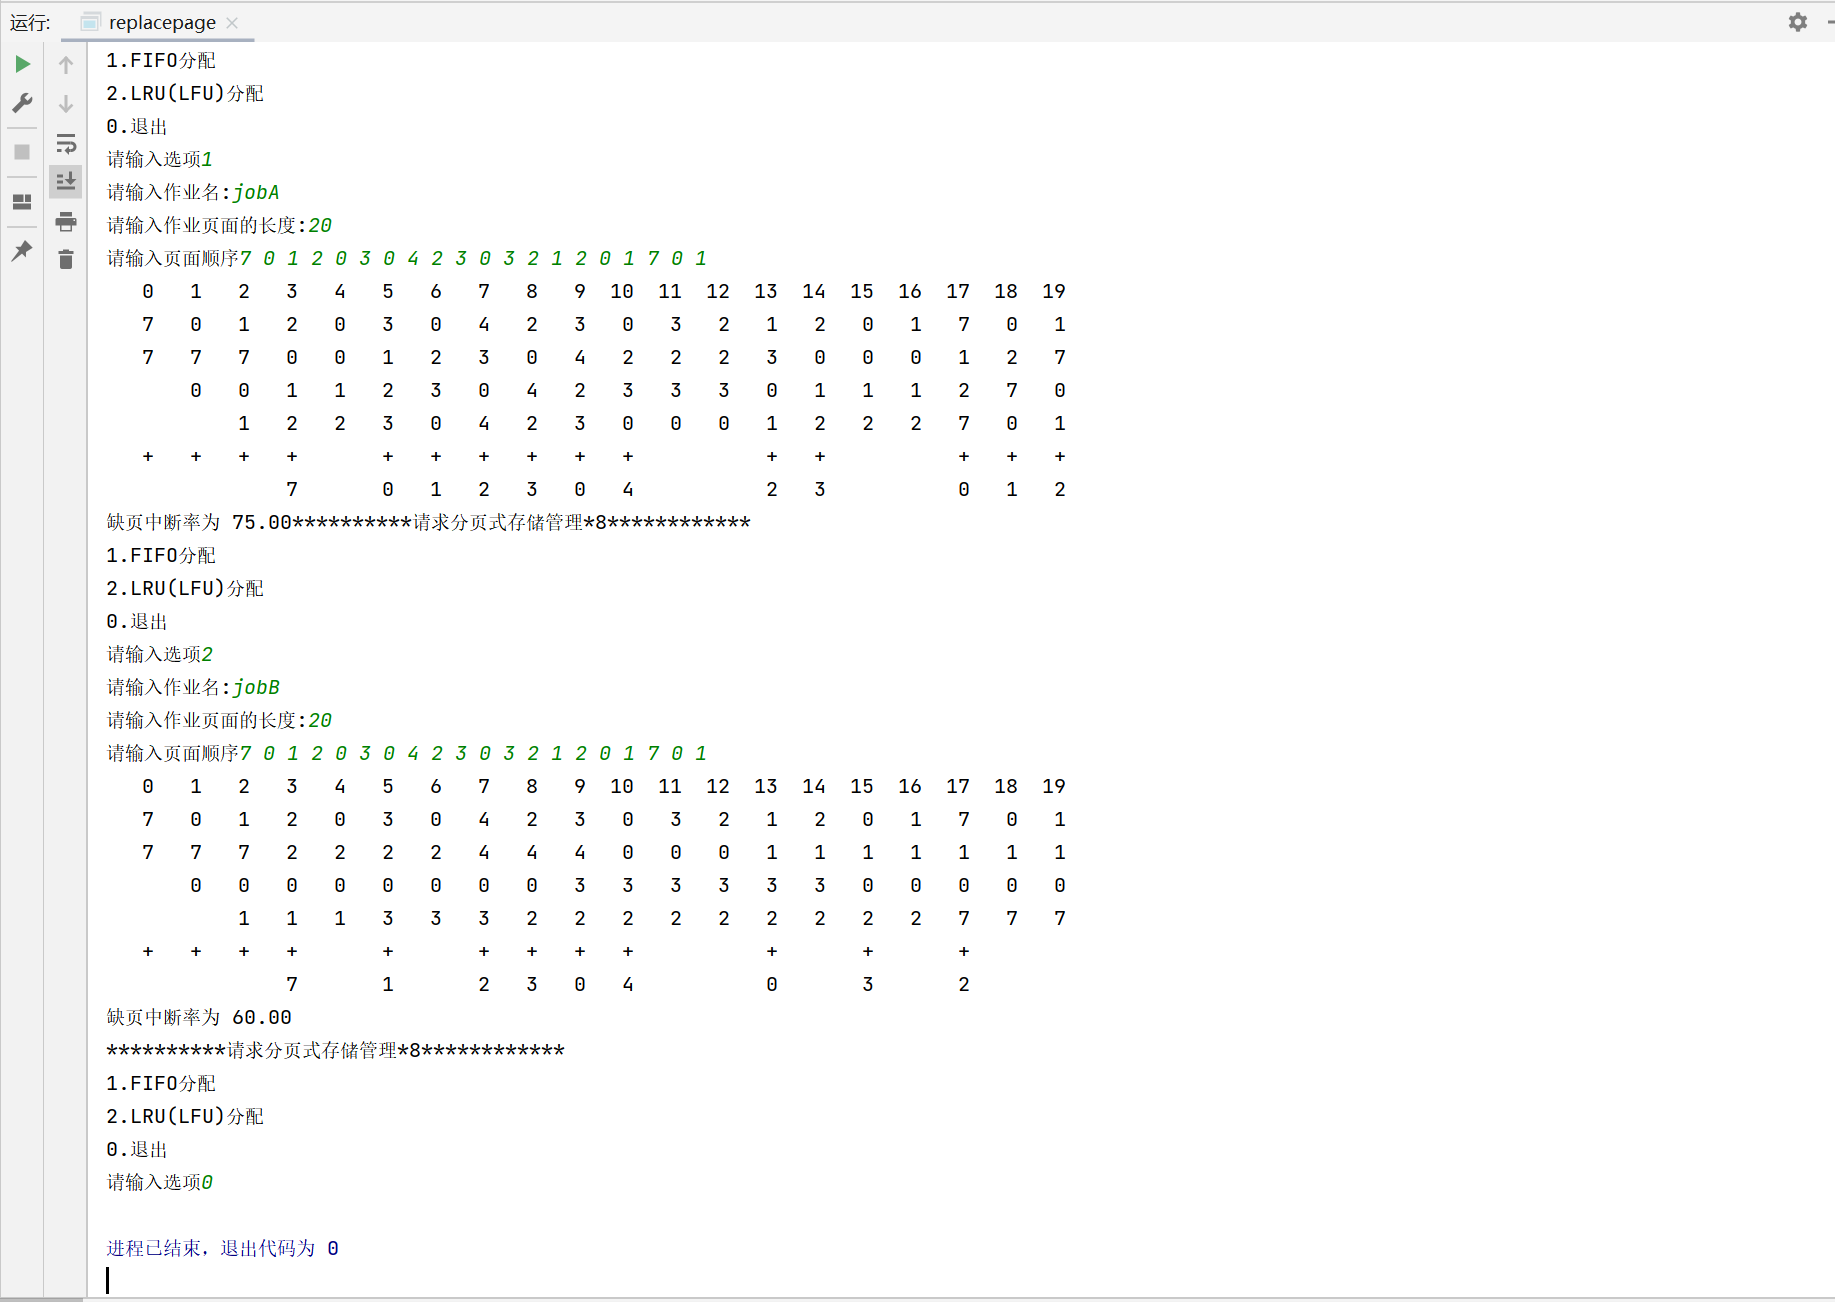 运行: replacepage
1.FIFO分配
2.LRU(LFU)分配
0.退出
请输入选项1
请输入作业名:jobA
请输入作业页面的长度:20
请输入页面顺序7 0 1 2 0 3 0 4 2 3 0 3 2 1 2 0 1 7 0 1
0 1 2 3 4 5 6 7 8 9 10 11 12 13 14 15 16 17 18 19
7 0 1 2 0 3 0 4 2 3 0 3 2 1 2 0 1 7 0 1
7 7 7 0 0 1 2 3 0 4 2 2 2 3 0 0 0 1 2 7
0 0 1 1 2 3 0 4 2 3 3 3 0 1 1 1 2 7 0
1 2 2 3 0 4 2 3 0 0 0 1 2 2 2 7 0 1
+ + + + + + + + + + + + + + +
7 0 1 2 3 0 4 2 3 0 1 2
缺页中断率为 75.00**********请求分页式存储管理*8************
1.FIFO分配
2.LRU(LFU)分配
0.退出
请输入选项2
请输入作业名:jobB
请输入作业页面的长度:20
请输入页面顺序7 0 1 2 0 3 0 4 2 3 0 3 2 1 2 0 1 7 0 1
0 1 2 3 4 5 6 7 8 9 10 11 12 13 14 15 16 17 18 19
7 0 1 2 0 3 0 4 2 3 0 3 2 1 2 0 1 7 0 1
7 7 7 2 2 2 2 4 4 4 0 0 0 1 1 1 1 1 1 1
0 0 0 0 0 0 0 0 3 3 3 3 3 3 0 0 0 0 0
1 1 1 3 3 3 2 2 2 2 2 2 2 2 2 7 7 7
+ + + + + + + + + + + +
7 1 2 3 0 4 0 3 2
缺页中断率为 60.00
**********请求分页式存储管理*8************
1.FIFO分配
2.LRU(LFU)分配
0.退出
请输入选项0
进程已结束，退出代码为 0